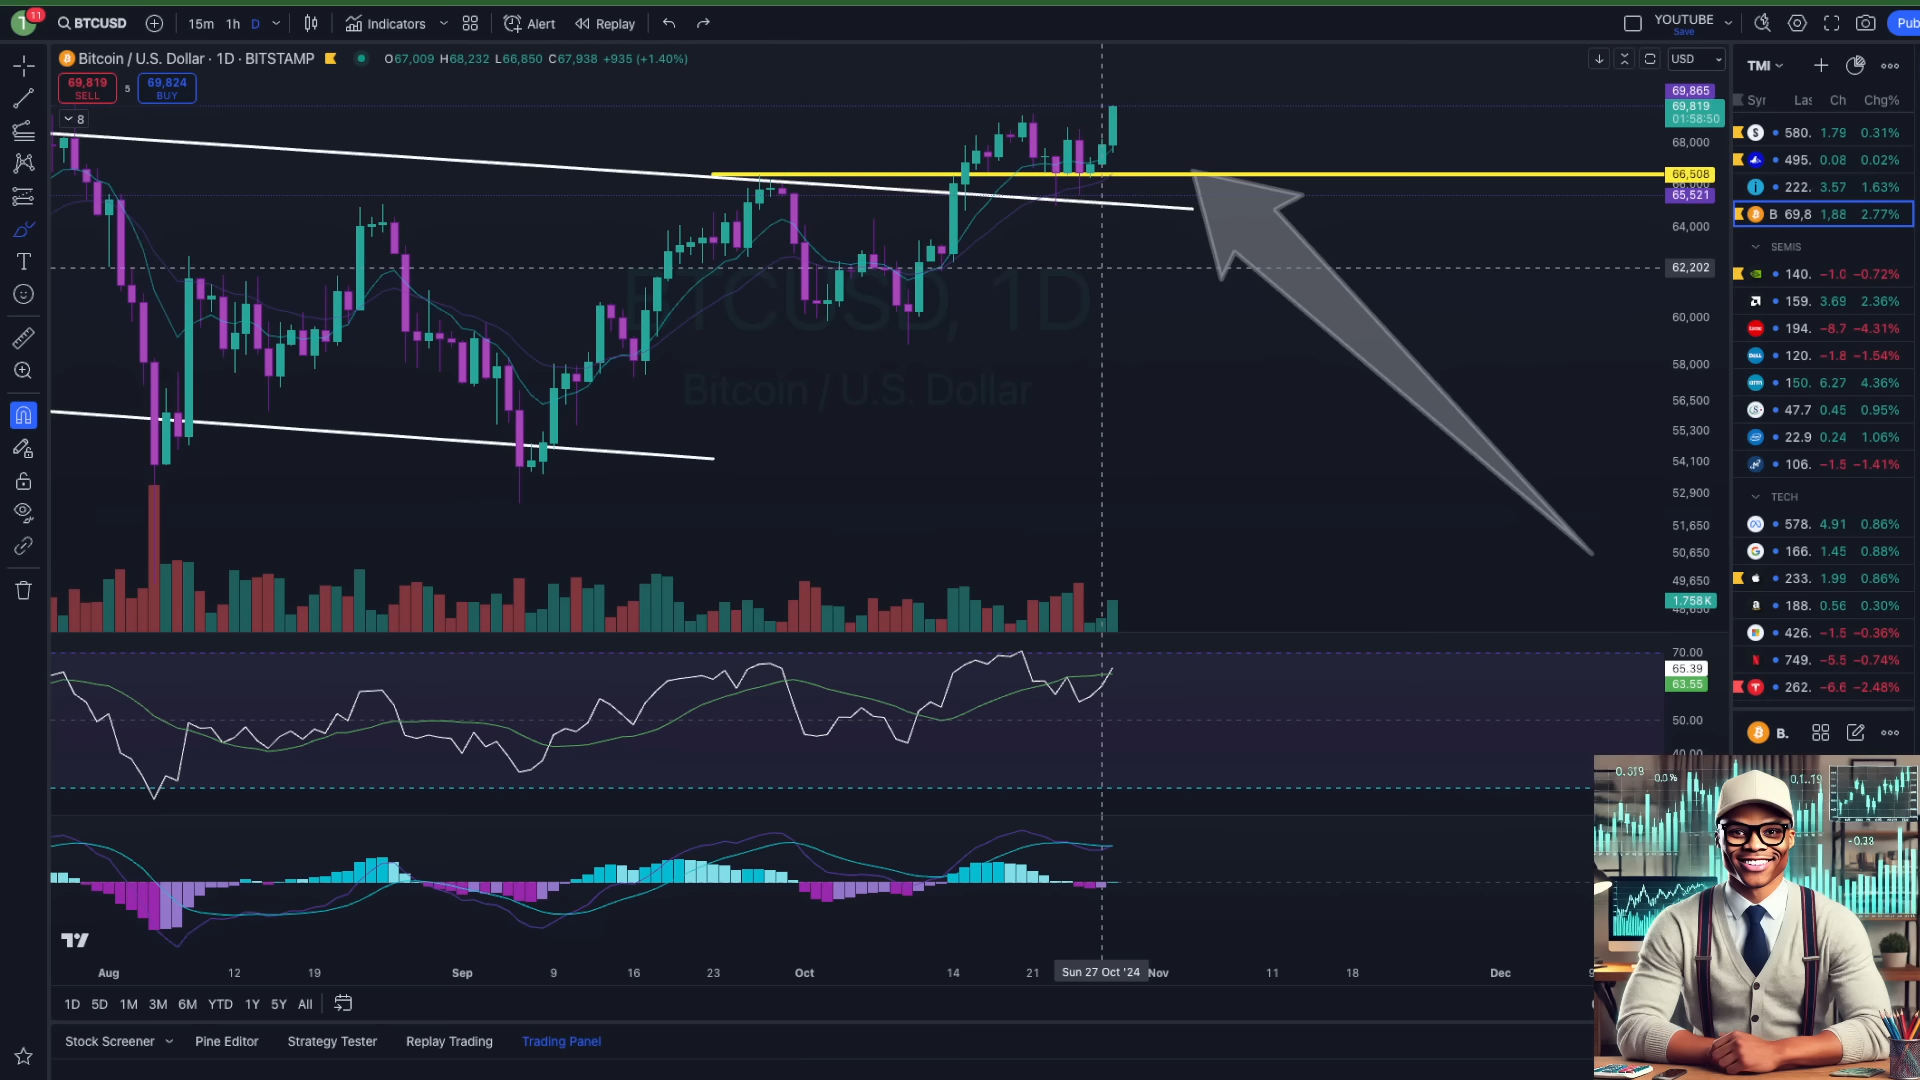 T 11 BTCUSD 15m 1h D Indicators Alert Replay YOUTUBE Save Pub
Bitcoin / U.S. Dollar · 1D · BITSTAMP O67,009 H68,232 L66,850 C67,938 +935 (+1.40%)
69,819 SELL 5 69,824 BUY
8
USD
69,865
69,819
01:58:50
68,000
66,508
66,000
65,521
64,000
62,202
60,000
58,000
56,500
55,300
54,100
52,900
51,650
50,650
49,650
1.758K
48,650
BTCUSD, 1D
Bitcoin / U.S. Dollar
70.00
65.39
63.55
50.00
40.00
Aug 12 19 Sep 9 16 23 Oct 14 21 Sun 27 Oct '24 Nov 11 18 Dec 9
1D 5D 1M 3M 6M YTD 1Y 5Y All
Stock Screener Pine Editor Strategy Tester Replay Trading Trading Panel
TMI
Syr Las Ch Chg%
580. 1.79 0.31%
495. 0.08 0.02%
222. 3.57 1.63%
B 69,8 1,88 2.77%
SEMIS
140. −1.0 −0.72%
159. 3.69 2.36%
194. −8.7 −4.31%
DELL 120. −1.8 −1.54%
150. 6.27 4.36%
47.7 0.45 0.95%
22.9 0.24 1.06%
106. −1.5 −1.41%
TECH
578. 4.91 0.86%
166. 1.45 0.88%
233. 1.99 0.86%
188. 0.56 0.30%
426. −1.5 −0.36%
749. −5.5 −0.74%
262. −6.6 −2.48%
B.